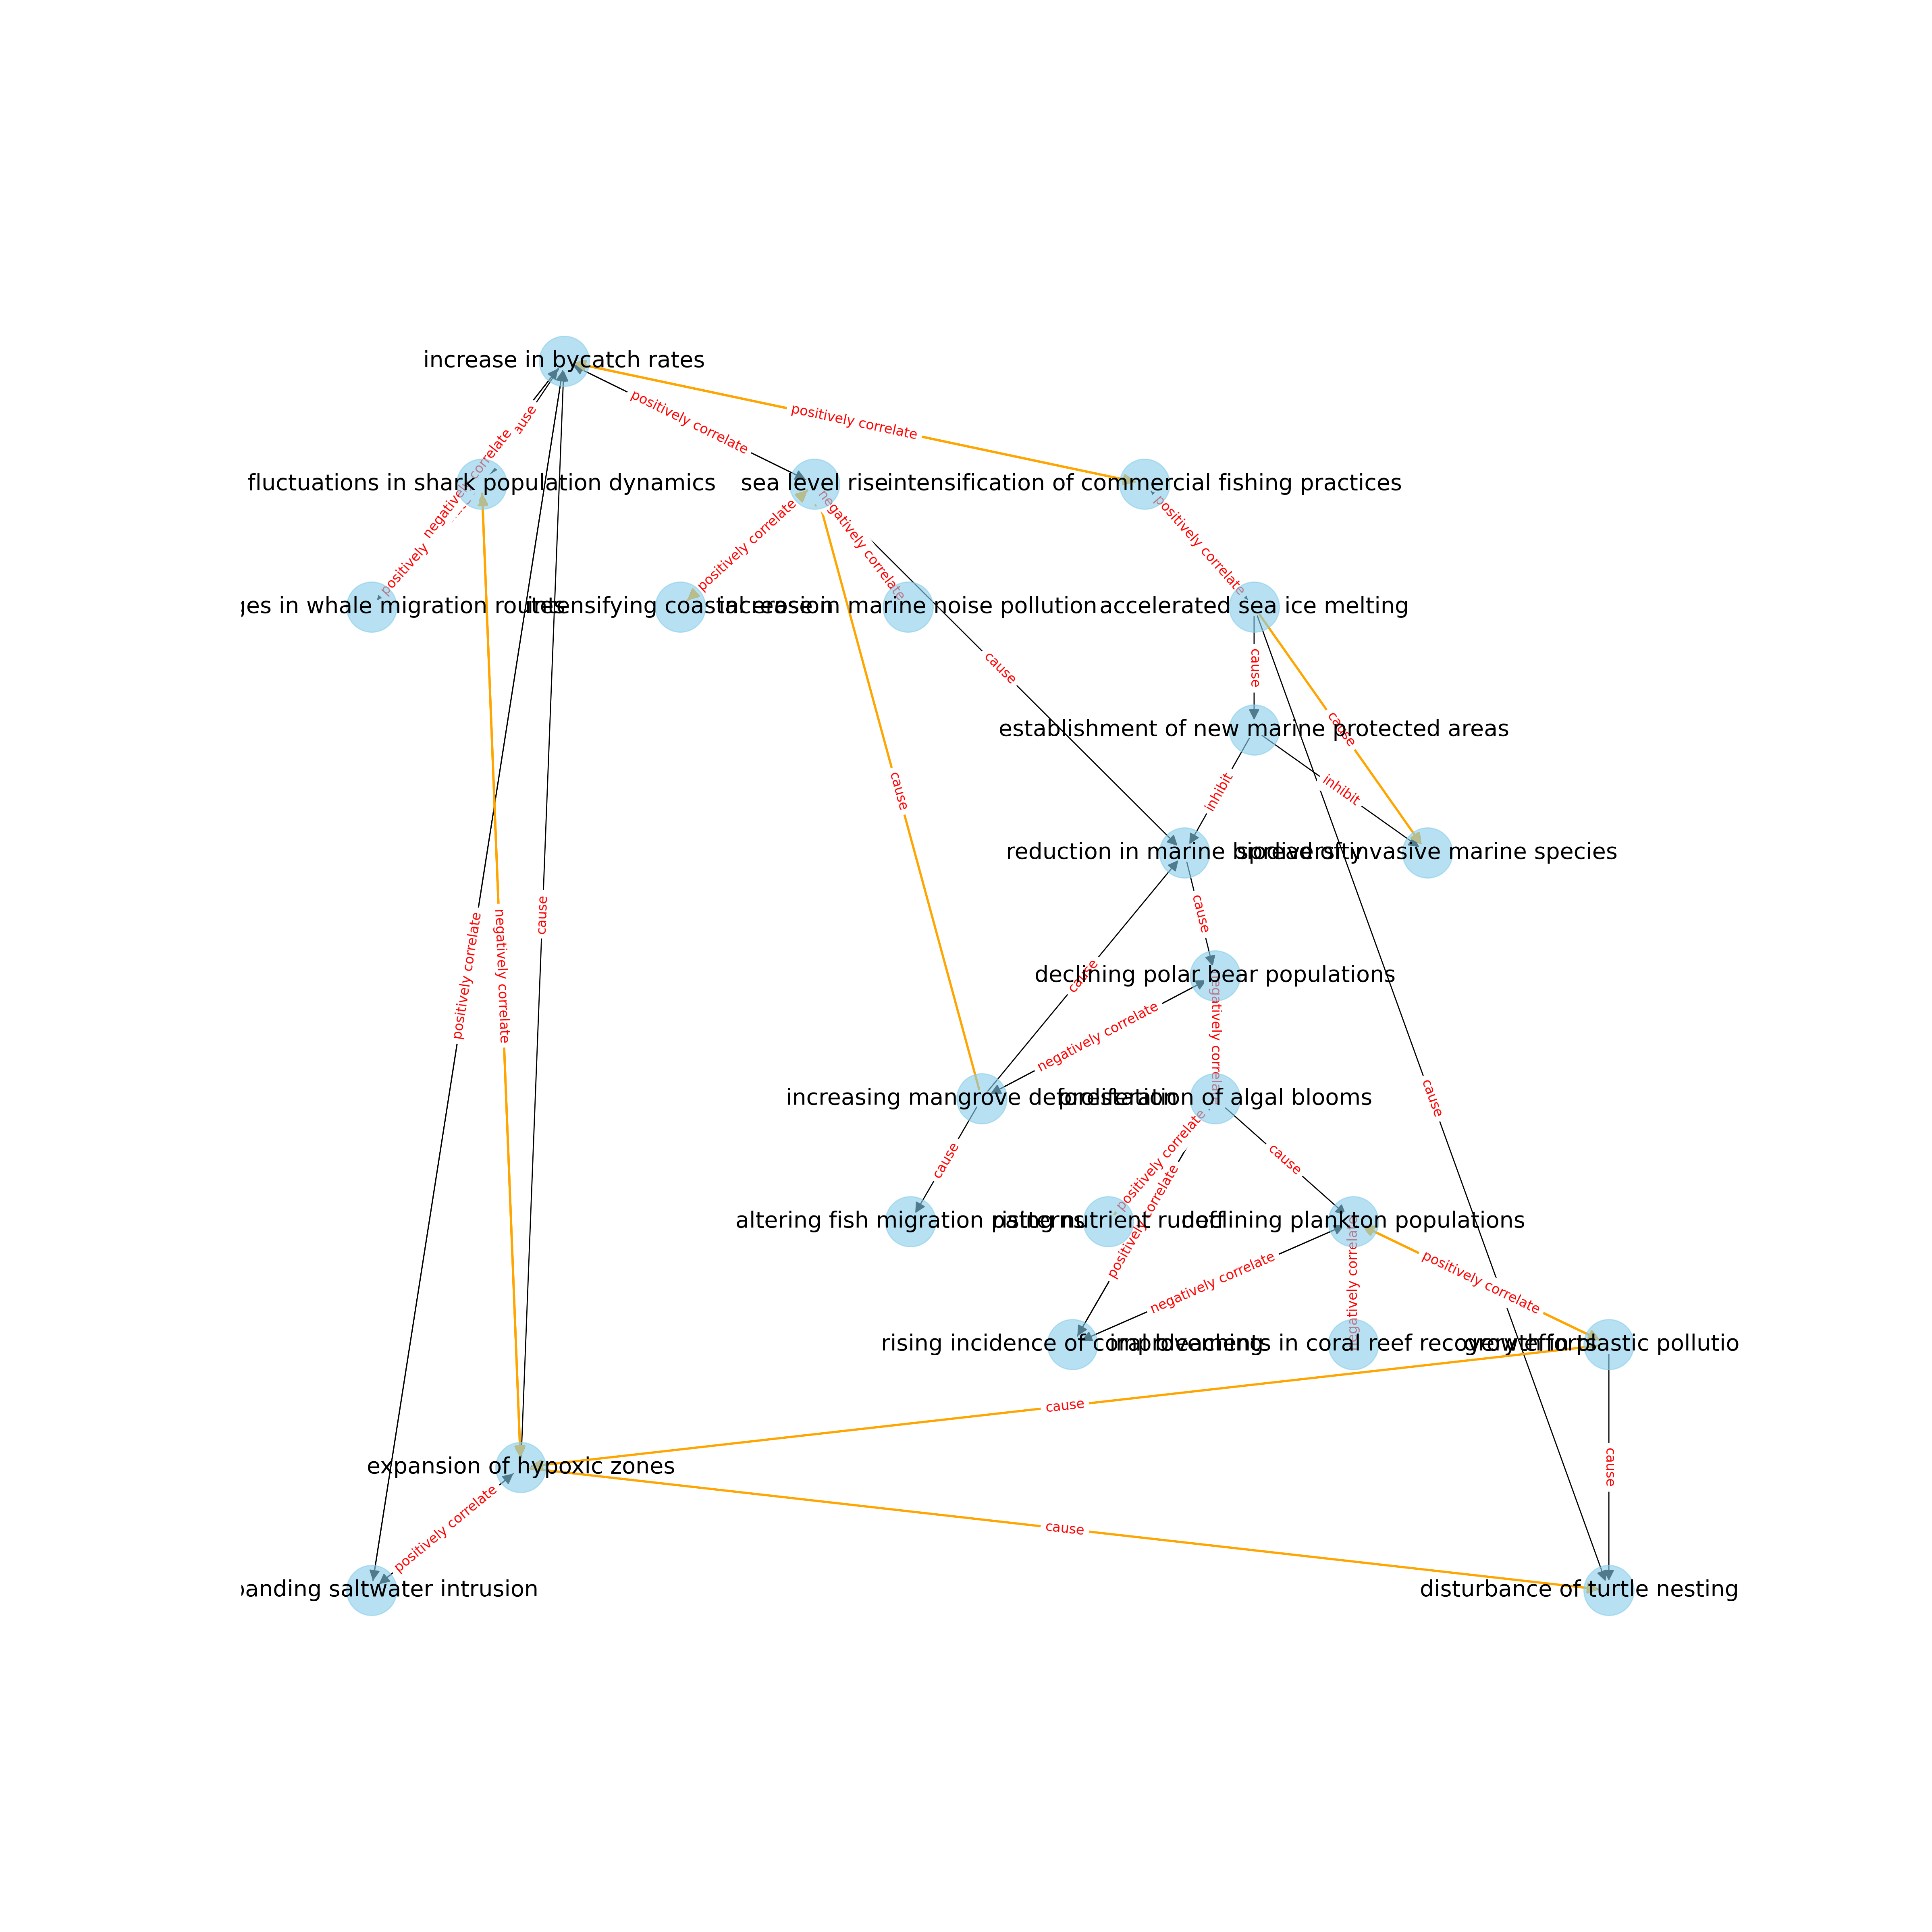 increase in bycatch rates
positively correlate
positively correlate
ause
negatively correlate
positively
fluctuations in shark population dynamics
sea level rise
intensification of commercial fishing practices
positively correlate
negatively correlate
positively correlate
ges in whale migration routes
intensifying coastal erosion
increase in marine noise pollution
accelerated sea ice melting
cause
cause
establishment of new marine protected areas
cause
cause
inhibit
inhibit
reduction in marine biodiversity
spread of invasive marine species
cause
cause
positively correlate
negatively correlate
declining polar bear populations
cause
negatively correlate
negatively correlate
increasing mangrove deforestation
proliferation of algal blooms
cause
cause
cause
positively correlate
positively correlate
altering fish migration patterns
rising nutrient runoff
declining plankton populations
negatively correlate
negatively correlate
positively correlate
rising incidence of coral bleaching
improvements in coral reef recovery efforts
growth in plastic pollutio
cause
expansion of hypoxic zones
cause
positively correlate
cause
panding saltwater intrusion
disturbance of turtle nesting